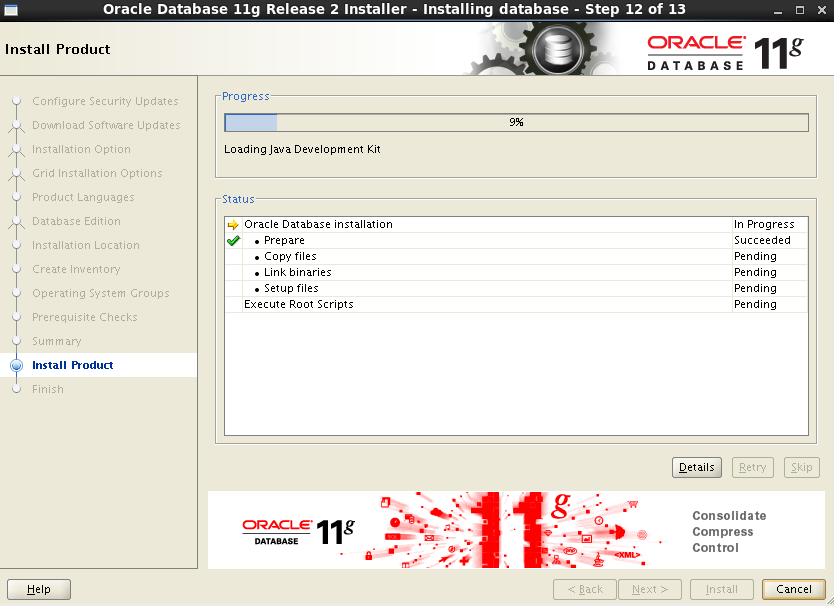 Oracle Database 11g Release 2 Installer - Installing database - Step 12 of 13
Install Product
ORACLE
DATABASE 11g
Configure Security Updates
Download Software Updates
Installation Option
Grid Installation Options
Product Languages
Database Edition
Installation Location
Create Inventory
Operating System Groups
Prerequisite Checks
Summary
Install Product
Finish
Progress
9%
Loading Java Development Kit
Status
Oracle Database installation In Progress
• Prepare Succeeded
• Copy files Pending
• Link binaries Pending
• Setup files Pending
Execute Root Scripts Pending
Details Retry Skip
ORACLE
DATABASE 11g
11g
<XML>
Consolidate
Compress
Control
Help < Back Next > Install Cancel